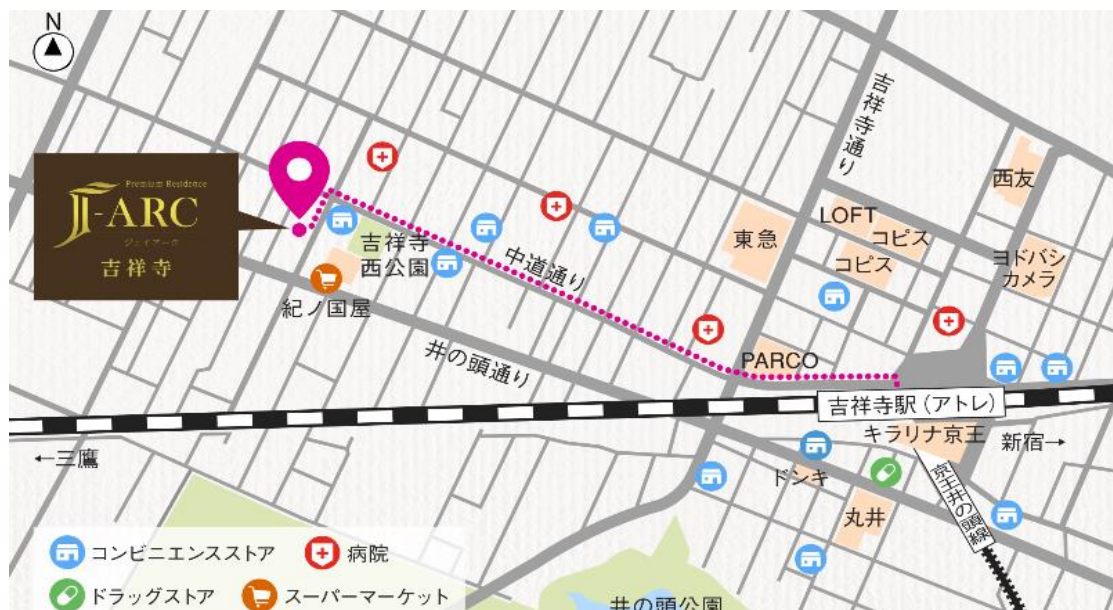 N
Premium Residence
J-ARC
ジェイアーク
吉祥寺
吉祥寺通り
西友
LOFT
コピス
東急
コピス
ヨドバシ
カメラ
吉祥寺
西公園
中道通り
紀ノ国屋
井の頭通り
PARCO
吉祥寺駅(アトレ)
キラリナ京王
新宿→
←三鷹
ドンキ
丸井
京王井の頭線
コンビニエンスストア
病院
ドラッグストア
スーパーマーケット
井の頭公園